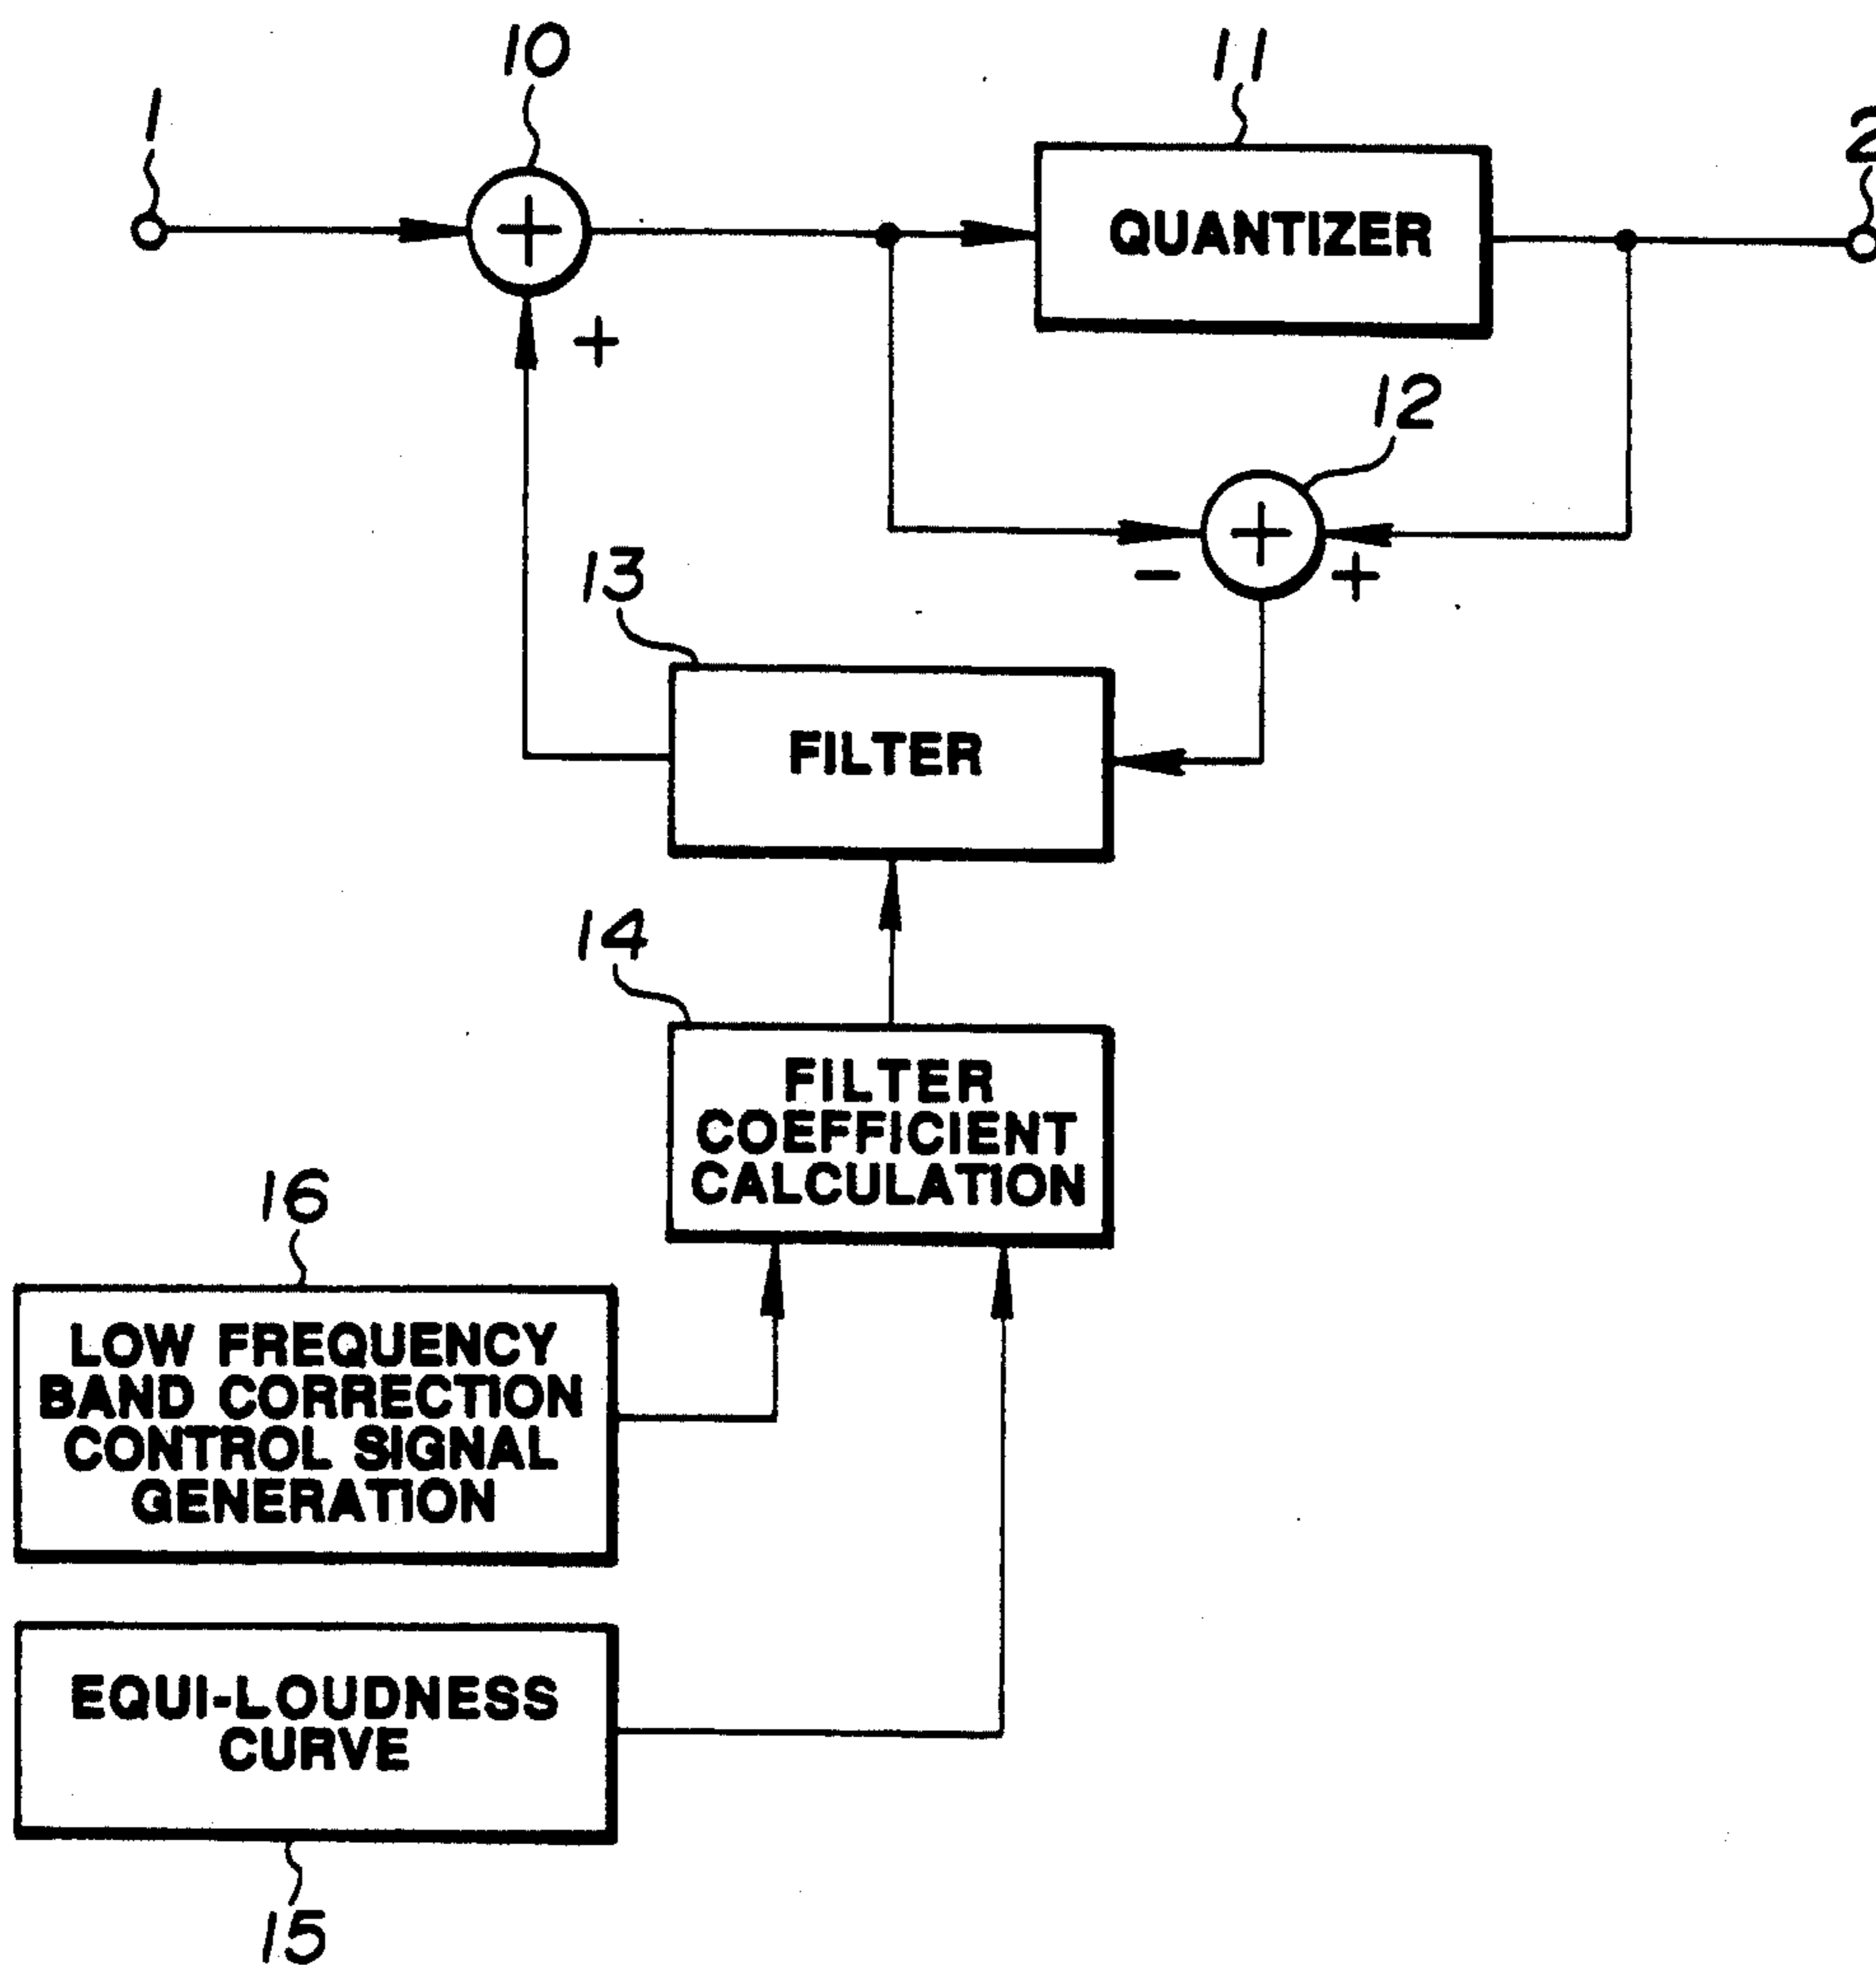 10
11
1
2
+
QUANTIZER
+
12
+
- +
13
FILTER
14
FILTER
COEFFICIENT
CALCULATION
16
LOW FREQUENCY
BAND CORRECTION
CONTROL SIGNAL
GENERATION
EQUI-LOUDNESS
CURVE
15